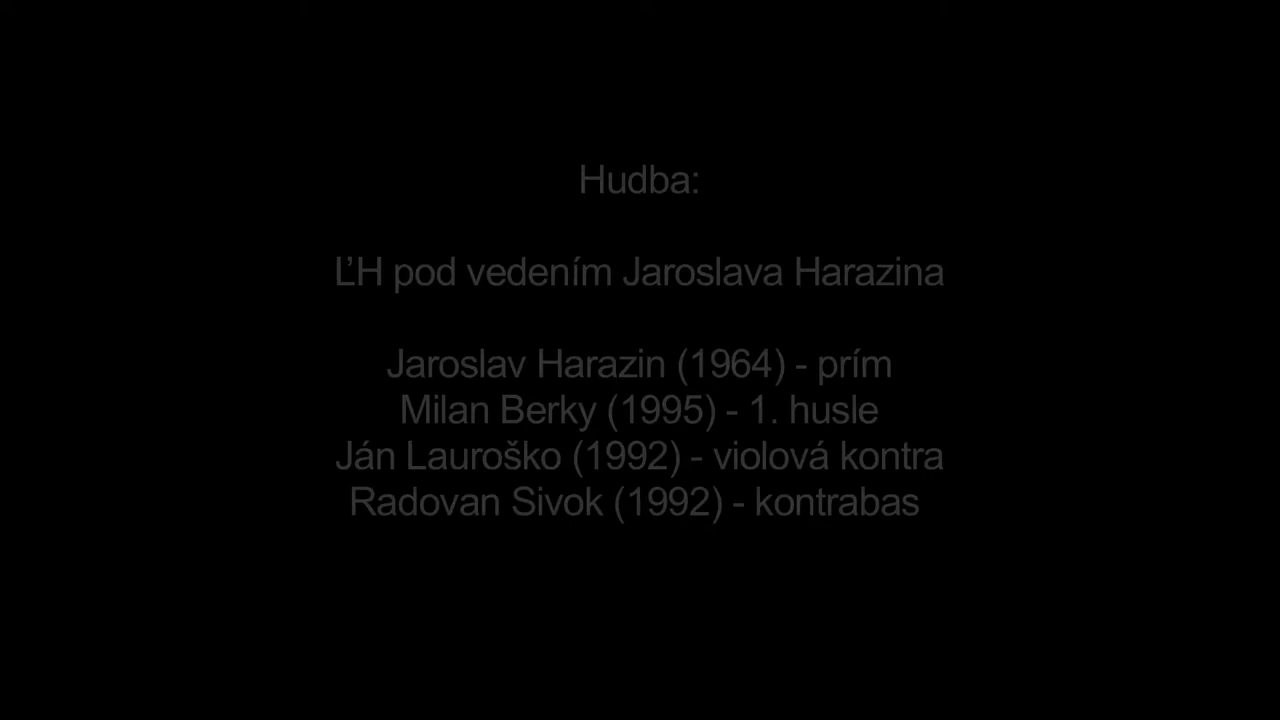 Hudba:
ĽH pod vedením Jaroslava Harazina
Jaroslav Harazin (1964) - prím
Milan Berky (1995) - 1. husle
Ján Lauroško (1992) - violová kontra
Radovan Sivok (1992) - kontrabas